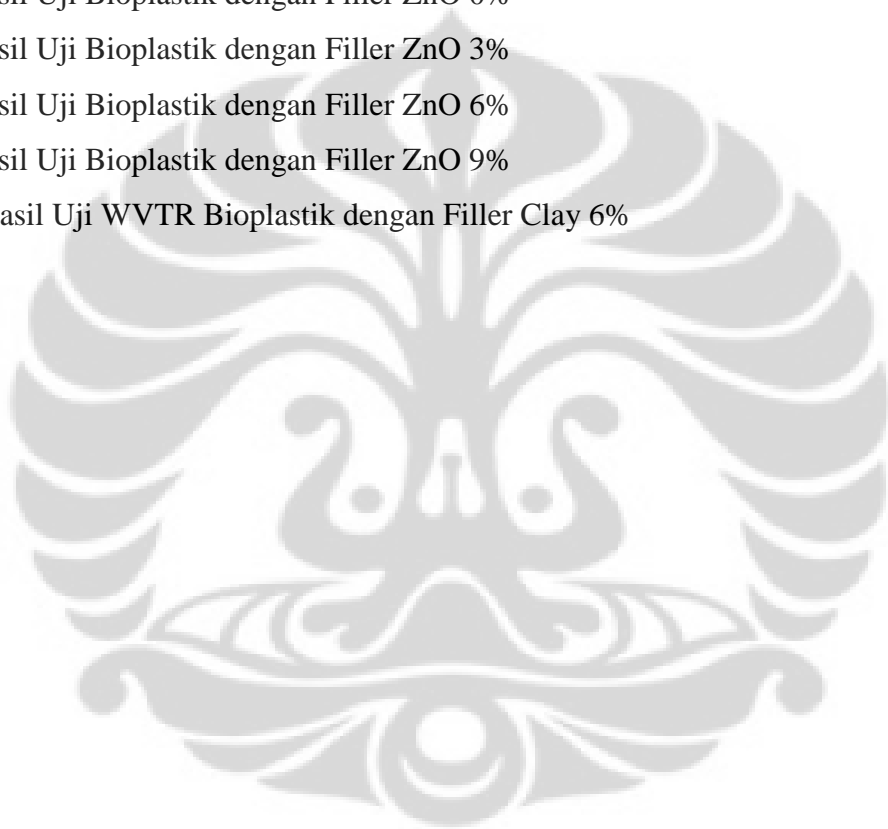 sil Uji Bioplastik dengan Filler ZnO
sil Uji Bioplastik dengan Filler ZnO 3%
sil Uji Bioplastik dengan Filler ZnO 6%
sil Uji Bioplastik dengan Filler ZnO 9%
asil Uji WVTR Bioplastik dengan Filler Clay 6%